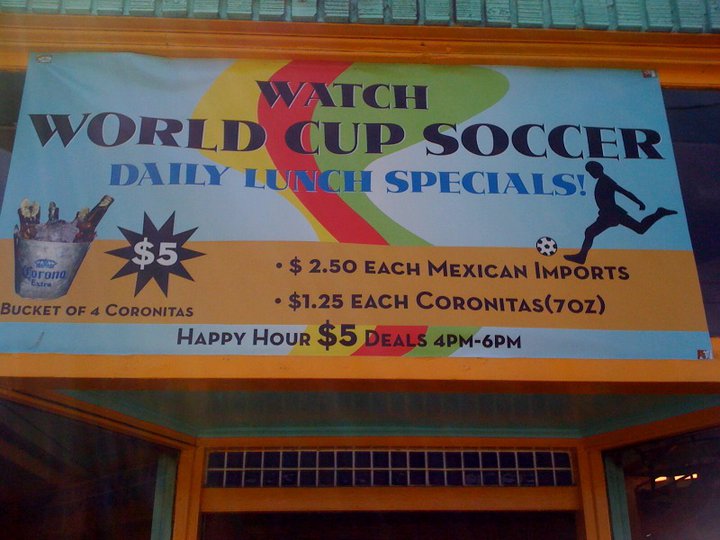 WATCH
WORLD CUP SOCCER
DAILY LUNCH SPECIALS!
$5
Corona
Extra
BUCKET OF 4 CORONITAS
• $ 2.50 EACH MEXICAN IMPORTS
• $1.25 EACH CORONITAS(7OZ)
HAPPY HOUR $5 DEALS 4PM-6PM